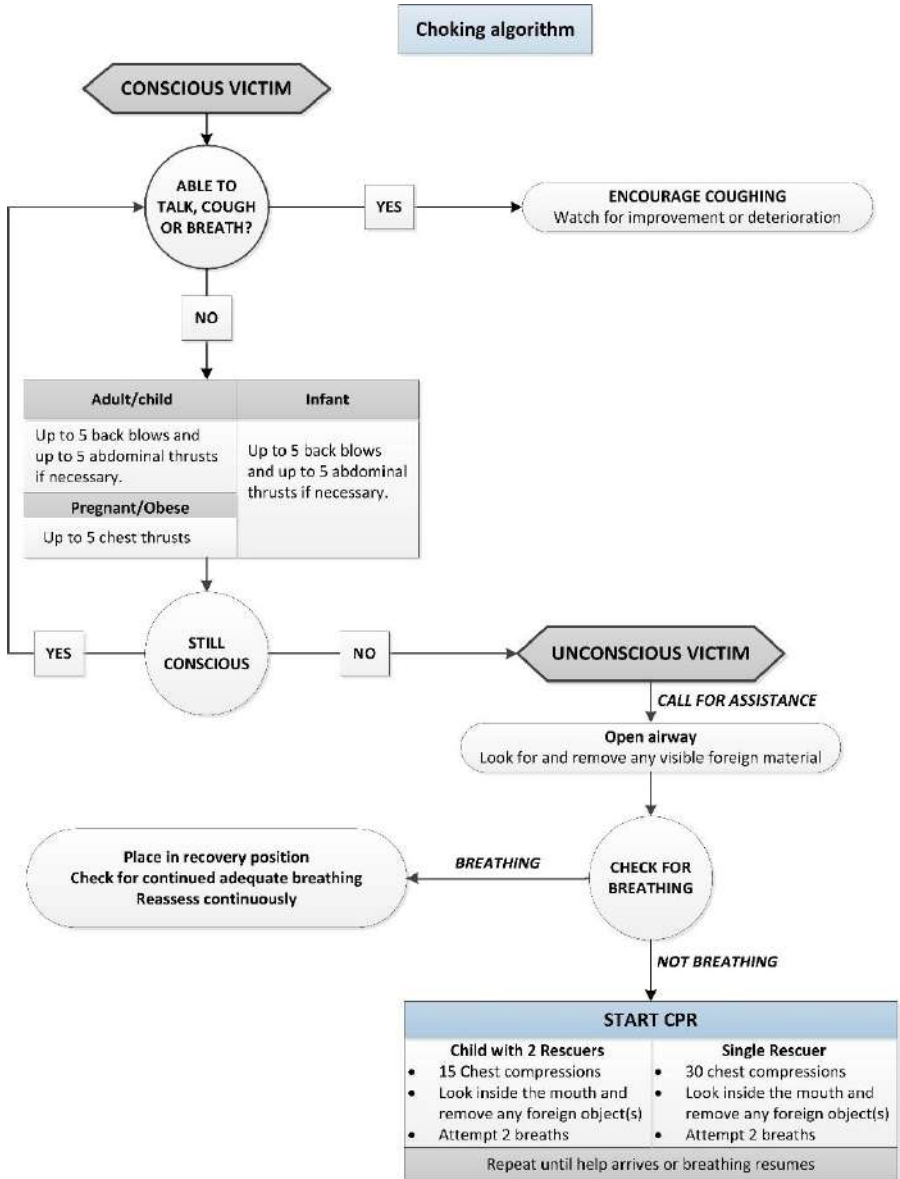 Choking algorithm
CONSCIOUS VICTIM
ABLE TO
TALK, COUGH
OR BREATH?
YES
ENCOURAGE COUGHING
Watch for improvement or deterioration
NO
Adult/child
Up to 5 back blows and
up to 5 abdominal thrusts
if necessary.
Pregnant/Obese
Up to 5 chest thrusts
Infant
Up to 5 back blows
and up to 5 abdominal
thrusts if necessary.
YES
STILL
CONSCIOUS
NO
UNCONSCIOUS VICTIM
CALL FOR ASSISTANCE
Open airway
Look for and remove any visible foreign material
CHECK FOR
BREATHING
BREATHING
Place in recovery position
Check for continued adequate breathing
Reassess continuously
NOT BREATHING
START CPR
Child with 2 Rescuers
• 15 Chest compressions
• Look inside the mouth and
remove any foreign object(s)
• Attempt 2 breaths
Single Rescuer
• 30 chest compressions
• Look inside the mouth and
remove any foreign object(s)
• Attempt 2 breaths
Repeat until help arrives or breathing resumes